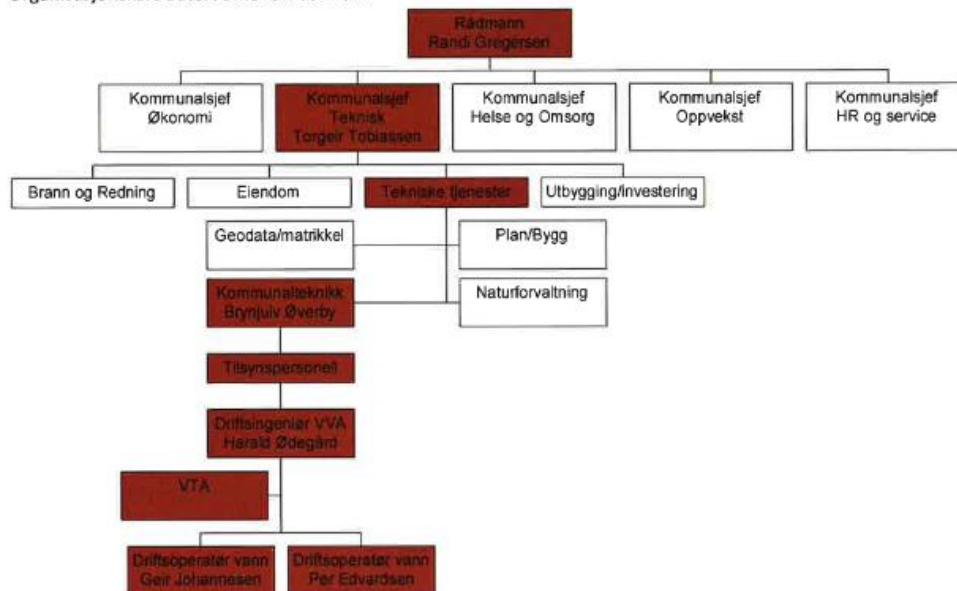 Rådmann
Randi Gregersen
Kommunalsjef
Økonomi
Kommunalsjef
Teknisk
Torgeir Tobiassen
Kommunalsjef
Helse og Omsorg
Kommunalsjef
Oppvekst
Kommunalsjef
HR og service
Brann og Redning
Eiendom
Tekniske tjenester
Utbygging/investering
Geodata/matrikkel
Plan/Bygg
Kommunalteknikk
Brynjulv Øverby
Naturforvaltning
Tilsynspersonell
Driftsingeniør VVA
Harald Ødegård
VTA
Driftsoperatør vann
Geir Johannesen
Driftsoperatør vann
Per Edvardsen